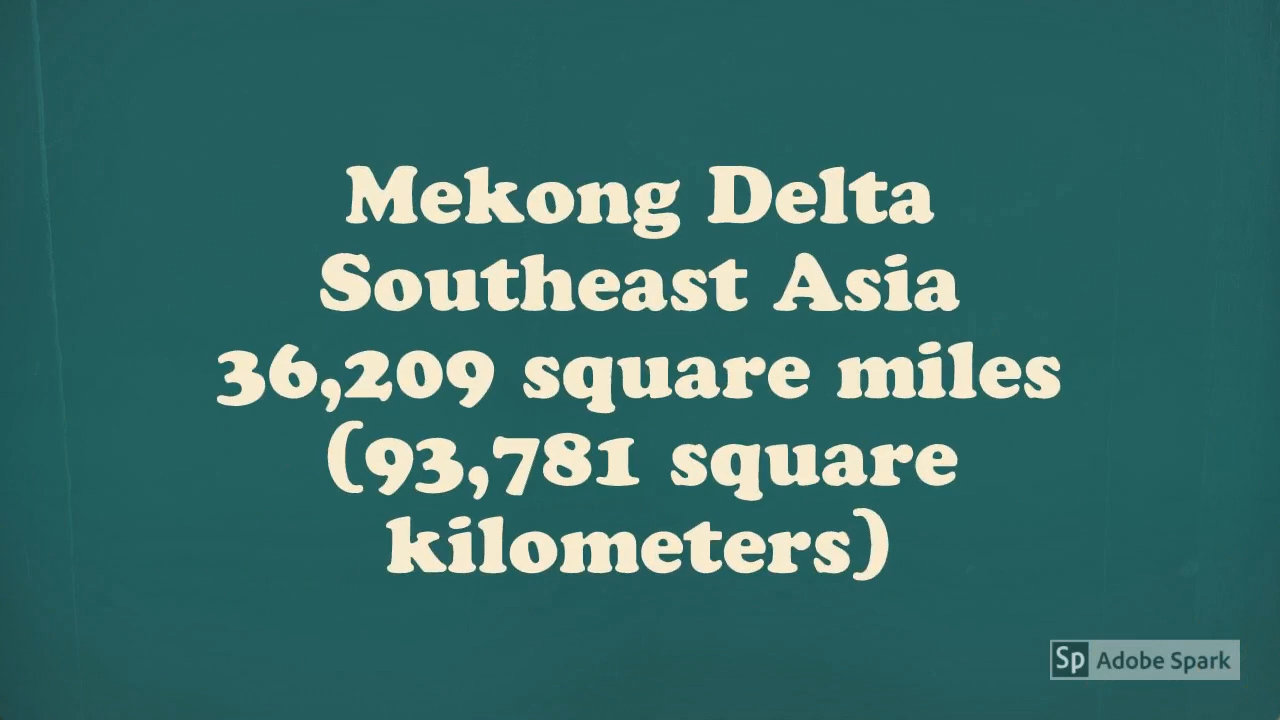 Mekong Delta
Southeast Asia
36,209 square miles
(93,781 square
kilometers)
Sp Adobe Spark